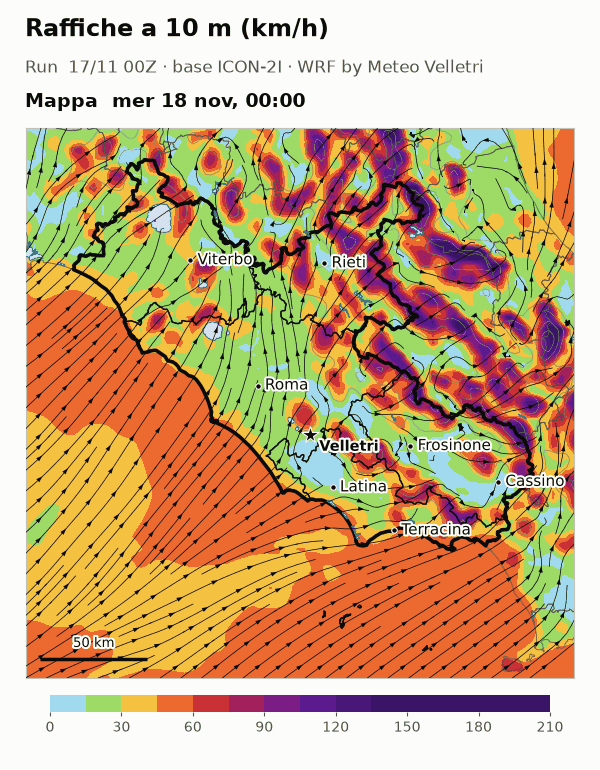 Raffiche a 10 m (km/h)
Run 17/11 00Z · base ICON-2I · WRF by Meteo Velletri
Mappa mer 18 nov, 00:00
Viterbo
Rieti
Roma
Velletri
Frosinone
Latina
Cassino
Terracina
50 km
0 30 60 90 120 150 180 210